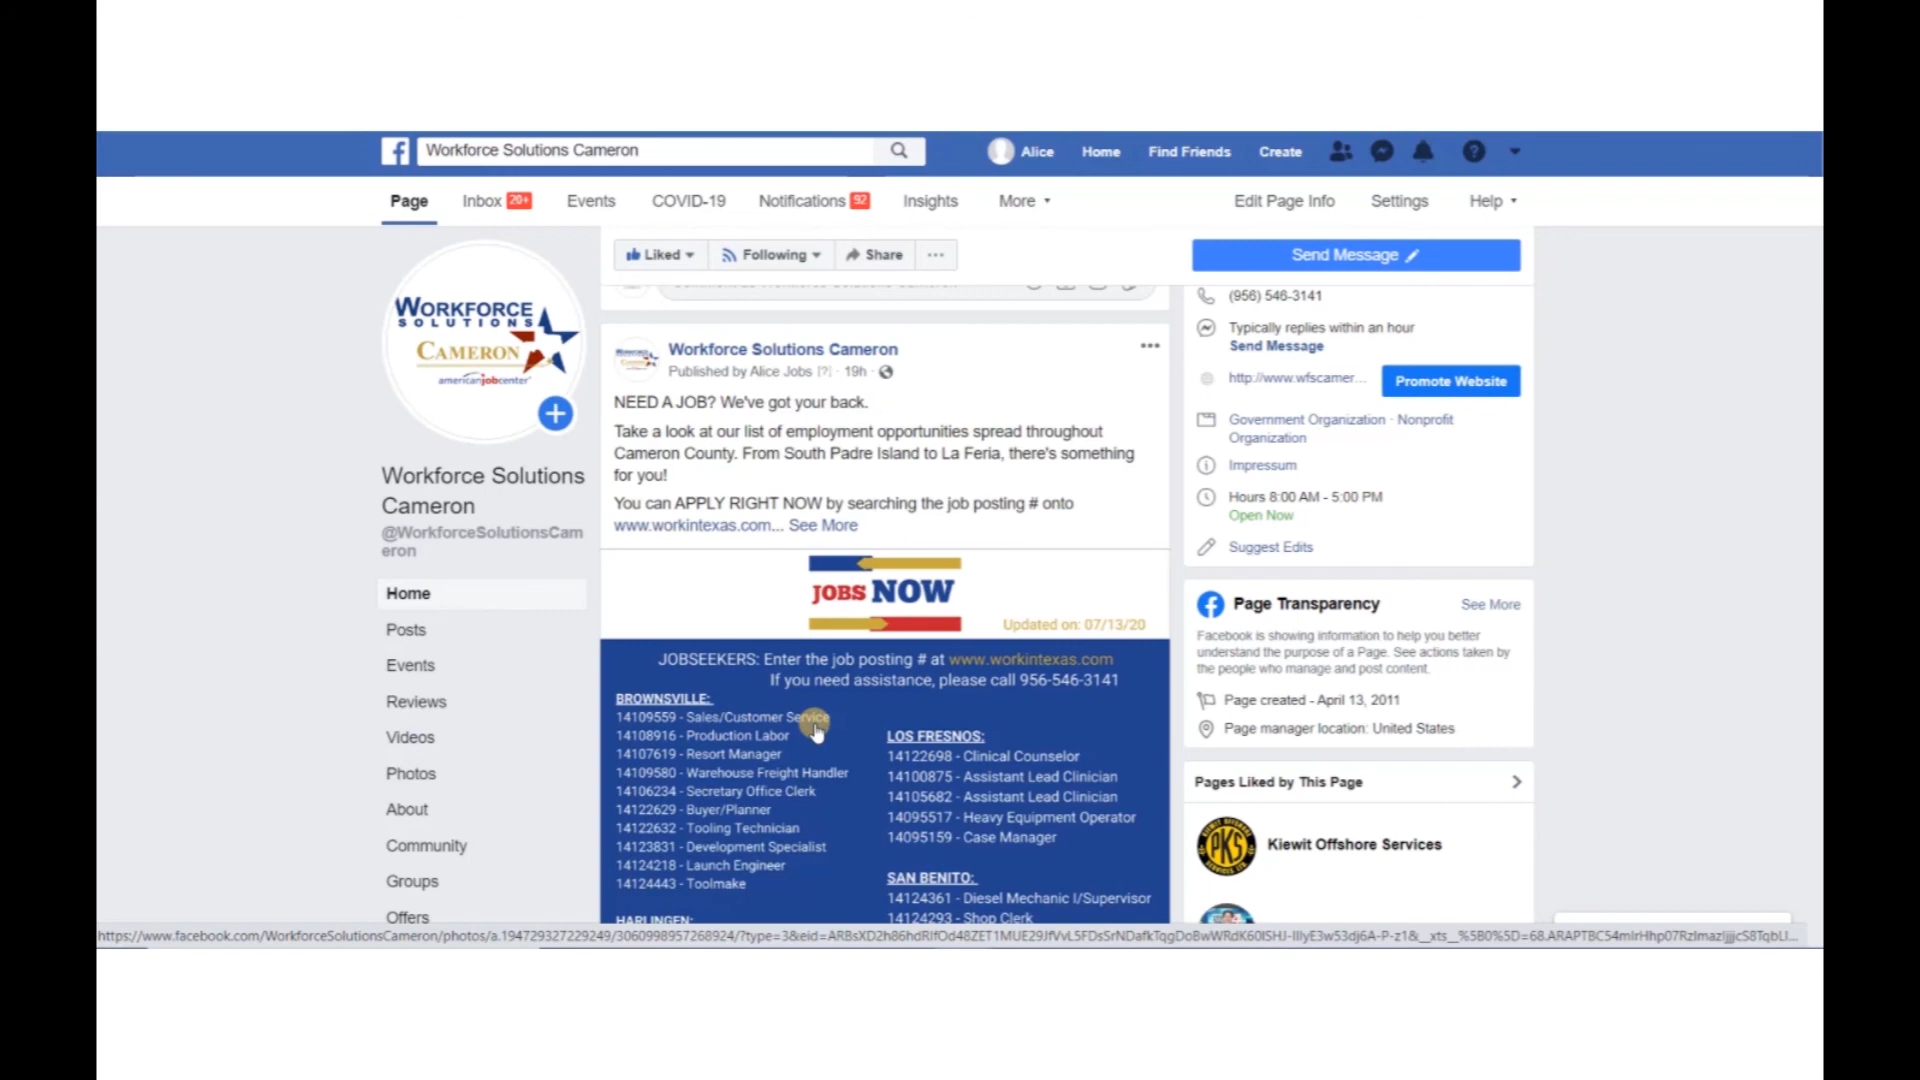 Workforce Solutions Cameron
Alice Home Find Friends Create
Page Inbox 20+ Events COVID-19 Notifications 92 Insights More Edit Page Info Settings Help
WORKFORCE
SOLUTIONS
CAMERON
americanjobcenter
Workforce Solutions
Cameron
@WorkforceSolutionsCam
eron
Home
Posts
Events
Reviews
Videos
Photos
About
Community
Groups
Offers
Liked Following Share ...
Send Message
Workforce Solutions Cameron
Published by Alice Jobs [?] · 19h ·
NEED A JOB? We've got your back.
Take a look at our list of employment opportunities spread throughout
Cameron County. From South Padre Island to La Feria, there's something
for you!
You can APPLY RIGHT NOW by searching the job posting # onto
www.workintexas.com... See More
JOBS NOW
Updated on: 07/13/20
JOBSEEKERS: Enter the job posting # at www.workintexas.com
If you need assistance, please call 956-546-3141
BROWNSVILLE:
14109559 - Sales/Customer Service
14108916 - Production Labor
14107619 - Resort Manager
14109580 - Warehouse Freight Handler
14106234 - Secretary Office Clerk
14122629 - Buyer/Planner
14122632 - Tooling Technician
14123831 - Development Specialist
14124218 - Launch Engineer
14124443 - Toolmake
HARLINGEN:
LOS FRESNOS:
14122698 - Clinical Counselor
14100875 - Assistant Lead Clinician
14105682 - Assistant Lead Clinician
14095517 - Heavy Equipment Operator
14095159 - Case Manager
SAN BENITO:
14124361 - Diesel Mechanic I/Supervisor
14124293 - Shop Clerk
(956) 546-3141
Typically replies within an hour
Send Message
http://www.wfscamer... Promote Website
Government Organization · Nonprofit
Organization
Impressum
Hours 8:00 AM - 5:00 PM
Open Now
Suggest Edits
Page Transparency See More
Facebook is showing information to help you better
understand the purpose of a Page. See actions taken by
the people who manage and post content.
Page created - April 13, 2011
Page manager location: United States
Pages Liked by This Page
KIEWIT OFFSHORE
PKS
SERVICES, LTD.
Kiewit Offshore Services